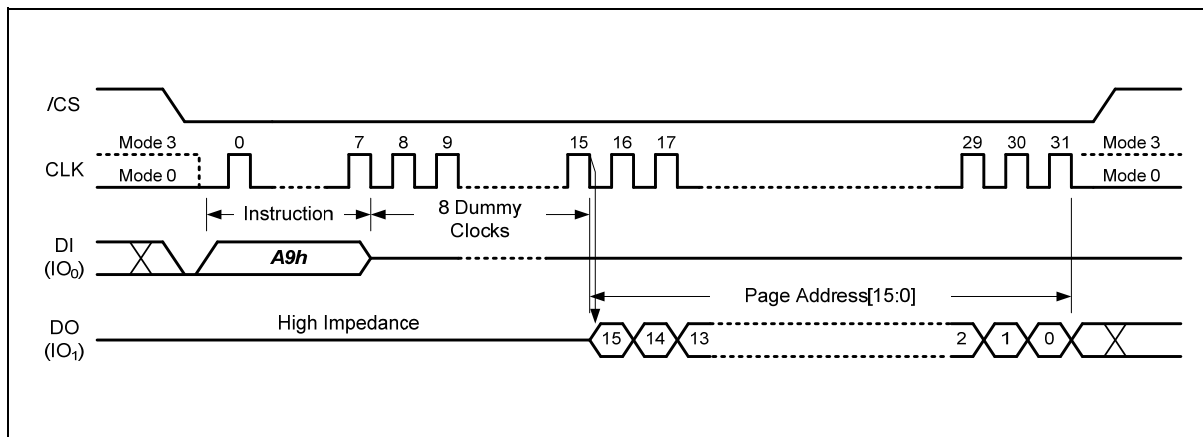 /CS
Mode 3 0 7 8 9 15 16 17 29 30 31 Mode 3
CLK
Mode 0 Mode 0
Instruction 8 Dummy
Clocks
DI
(IO0)
A9h
Page Address[15:0]
High Impedance
DO
(IO1)
15 14 13 2 1 0